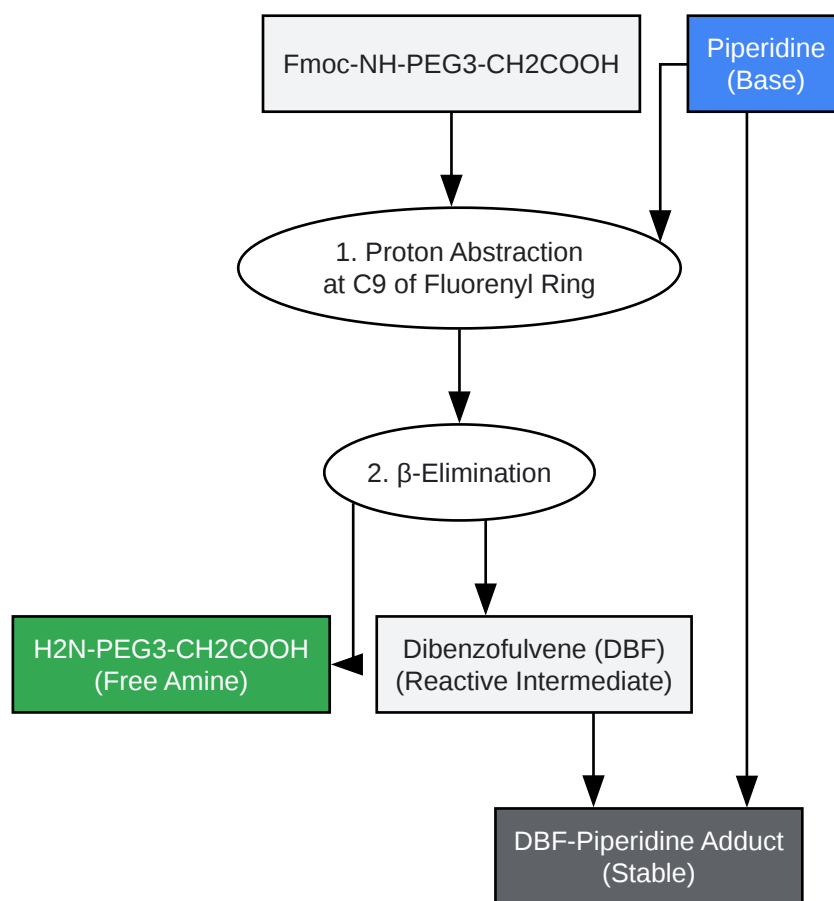 Fmoc-NH-PEG3-CH2COOH
Piperidine
(Base)
1. Proton Abstraction
at C9 of Fluorenyl Ring
2. β-Elimination
H2N-PEG3-CH2COOH
(Free Amine)
Dibenzofulvene (DBF)
(Reactive Intermediate)
DBF-Piperidine Adduct
(Stable)